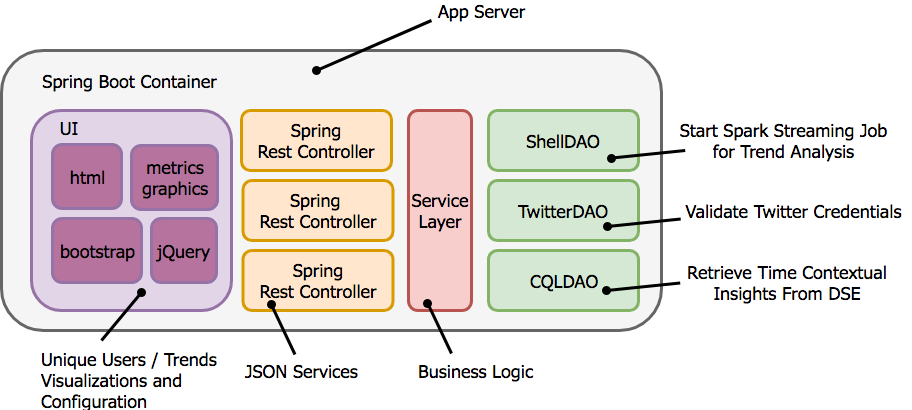 App Server
Spring Boot Container
UI
html
metrics
graphics
bootstrap
jQuery
Spring
Rest Controller
Spring
Rest Controller
Spring
Rest Controller
Service
Layer
ShellDAO
TwitterDAO
CQLDAO
Start Spark Streaming Job
for Trend Analysis
Validate Twitter Credentials
Retrieve Time Contextual
Insights From DSE
Unique Users / Trends
Visualizations and
Configuration
JSON Services
Business Logic